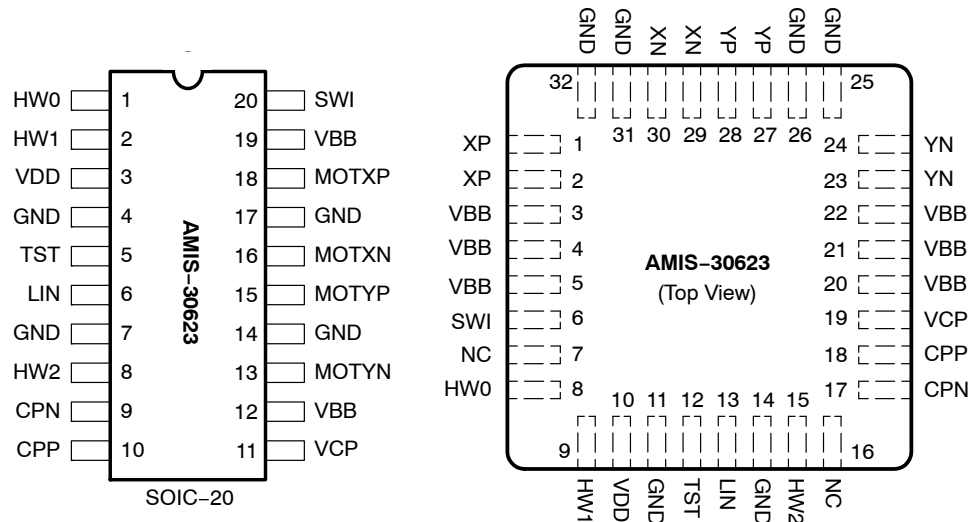 HW0 1 20 SWI
HW1 2 19 VBB
VDD 3 18 MOTXP
GND 4 17 GND
TST 5 16 MOTXN
LIN 6 15 MOTYP
GND 7 14 GND
HW2 8 13 MOTYN
CPN 9 12 VBB
CPP 10 11 VCP
AMIS−30623
SOIC−20
GND GND XN XN YP YP GND GND
32 31 30 29 28 27 26 25
XP 1 24 YN
XP 2 23 YN
VBB 3 22 VBB
VBB 4 21 VBB
VBB 5 20 VBB
SWI 6 19 VCP
NC 7 18 CPP
HW0 8 17 CPN
AMIS−30623
(Top View)
9 10 11 12 13 14 15 16
HW1 VDD GND TST LIN GND HW2 NC